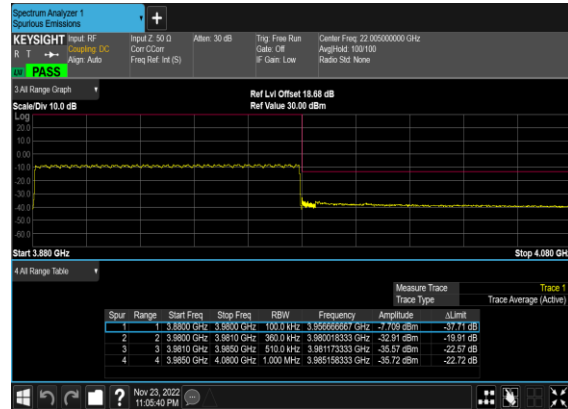 Spectrum Analyzer 1
Spurious Emissions
+
KEYSIGHT Input: RF Input Z: 50 Ω Atten: 30 dB Trig: Free Run Center Freq: 22.005000000 GHz
R T Coupling: DC Corr CCorr Gate: Off Avg|Hold: 100/100
Align: Auto Freq Ref: Int (S) IF Gain: Low Radio Std: None
LW PASS
3 All Range Graph
Ref Lvl Offset 18.68 dB
Scale/Div 10.0 dB Ref Value 30.00 dBm
Log
20.0
10.0
0.00
-10.0
-20.0
-30.0
-40.0
-50.0
-60.0
Start 3.880 GHz Stop 4.080 GHz
4 All Range Table
Measure Trace Trace 1
Trace Type Trace Average (Active)
Spur Range Start Freq Stop Freq RBW Frequency Amplitude ΔLimit
1 1 3.8800 GHz 3.9800 GHz 100.0 kHz 3.956666667 GHz -7.709 dBm -37.71 dB
2 2 3.9800 GHz 3.9810 GHz 360.0 kHz 3.980018333 GHz -32.91 dBm -19.91 dB
3 3 3.9810 GHz 3.9850 GHz 510.0 kHz 3.981173333 GHz -35.57 dBm -22.57 dB
4 4 3.9850 GHz 4.0800 GHz 1.000 MHz 3.985158333 GHz -35.72 dBm -22.72 dB
? Nov 23, 2022
11:05:40 PM